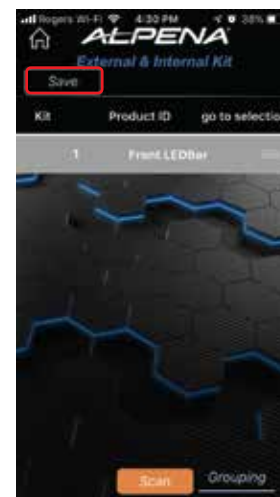 Rogers Wi-Fi 4:30 PM 38%
ALPENA
External & Internal Kit
Save
Kit Product ID go to selectio
1 Front LEDBar
Scan Grouping